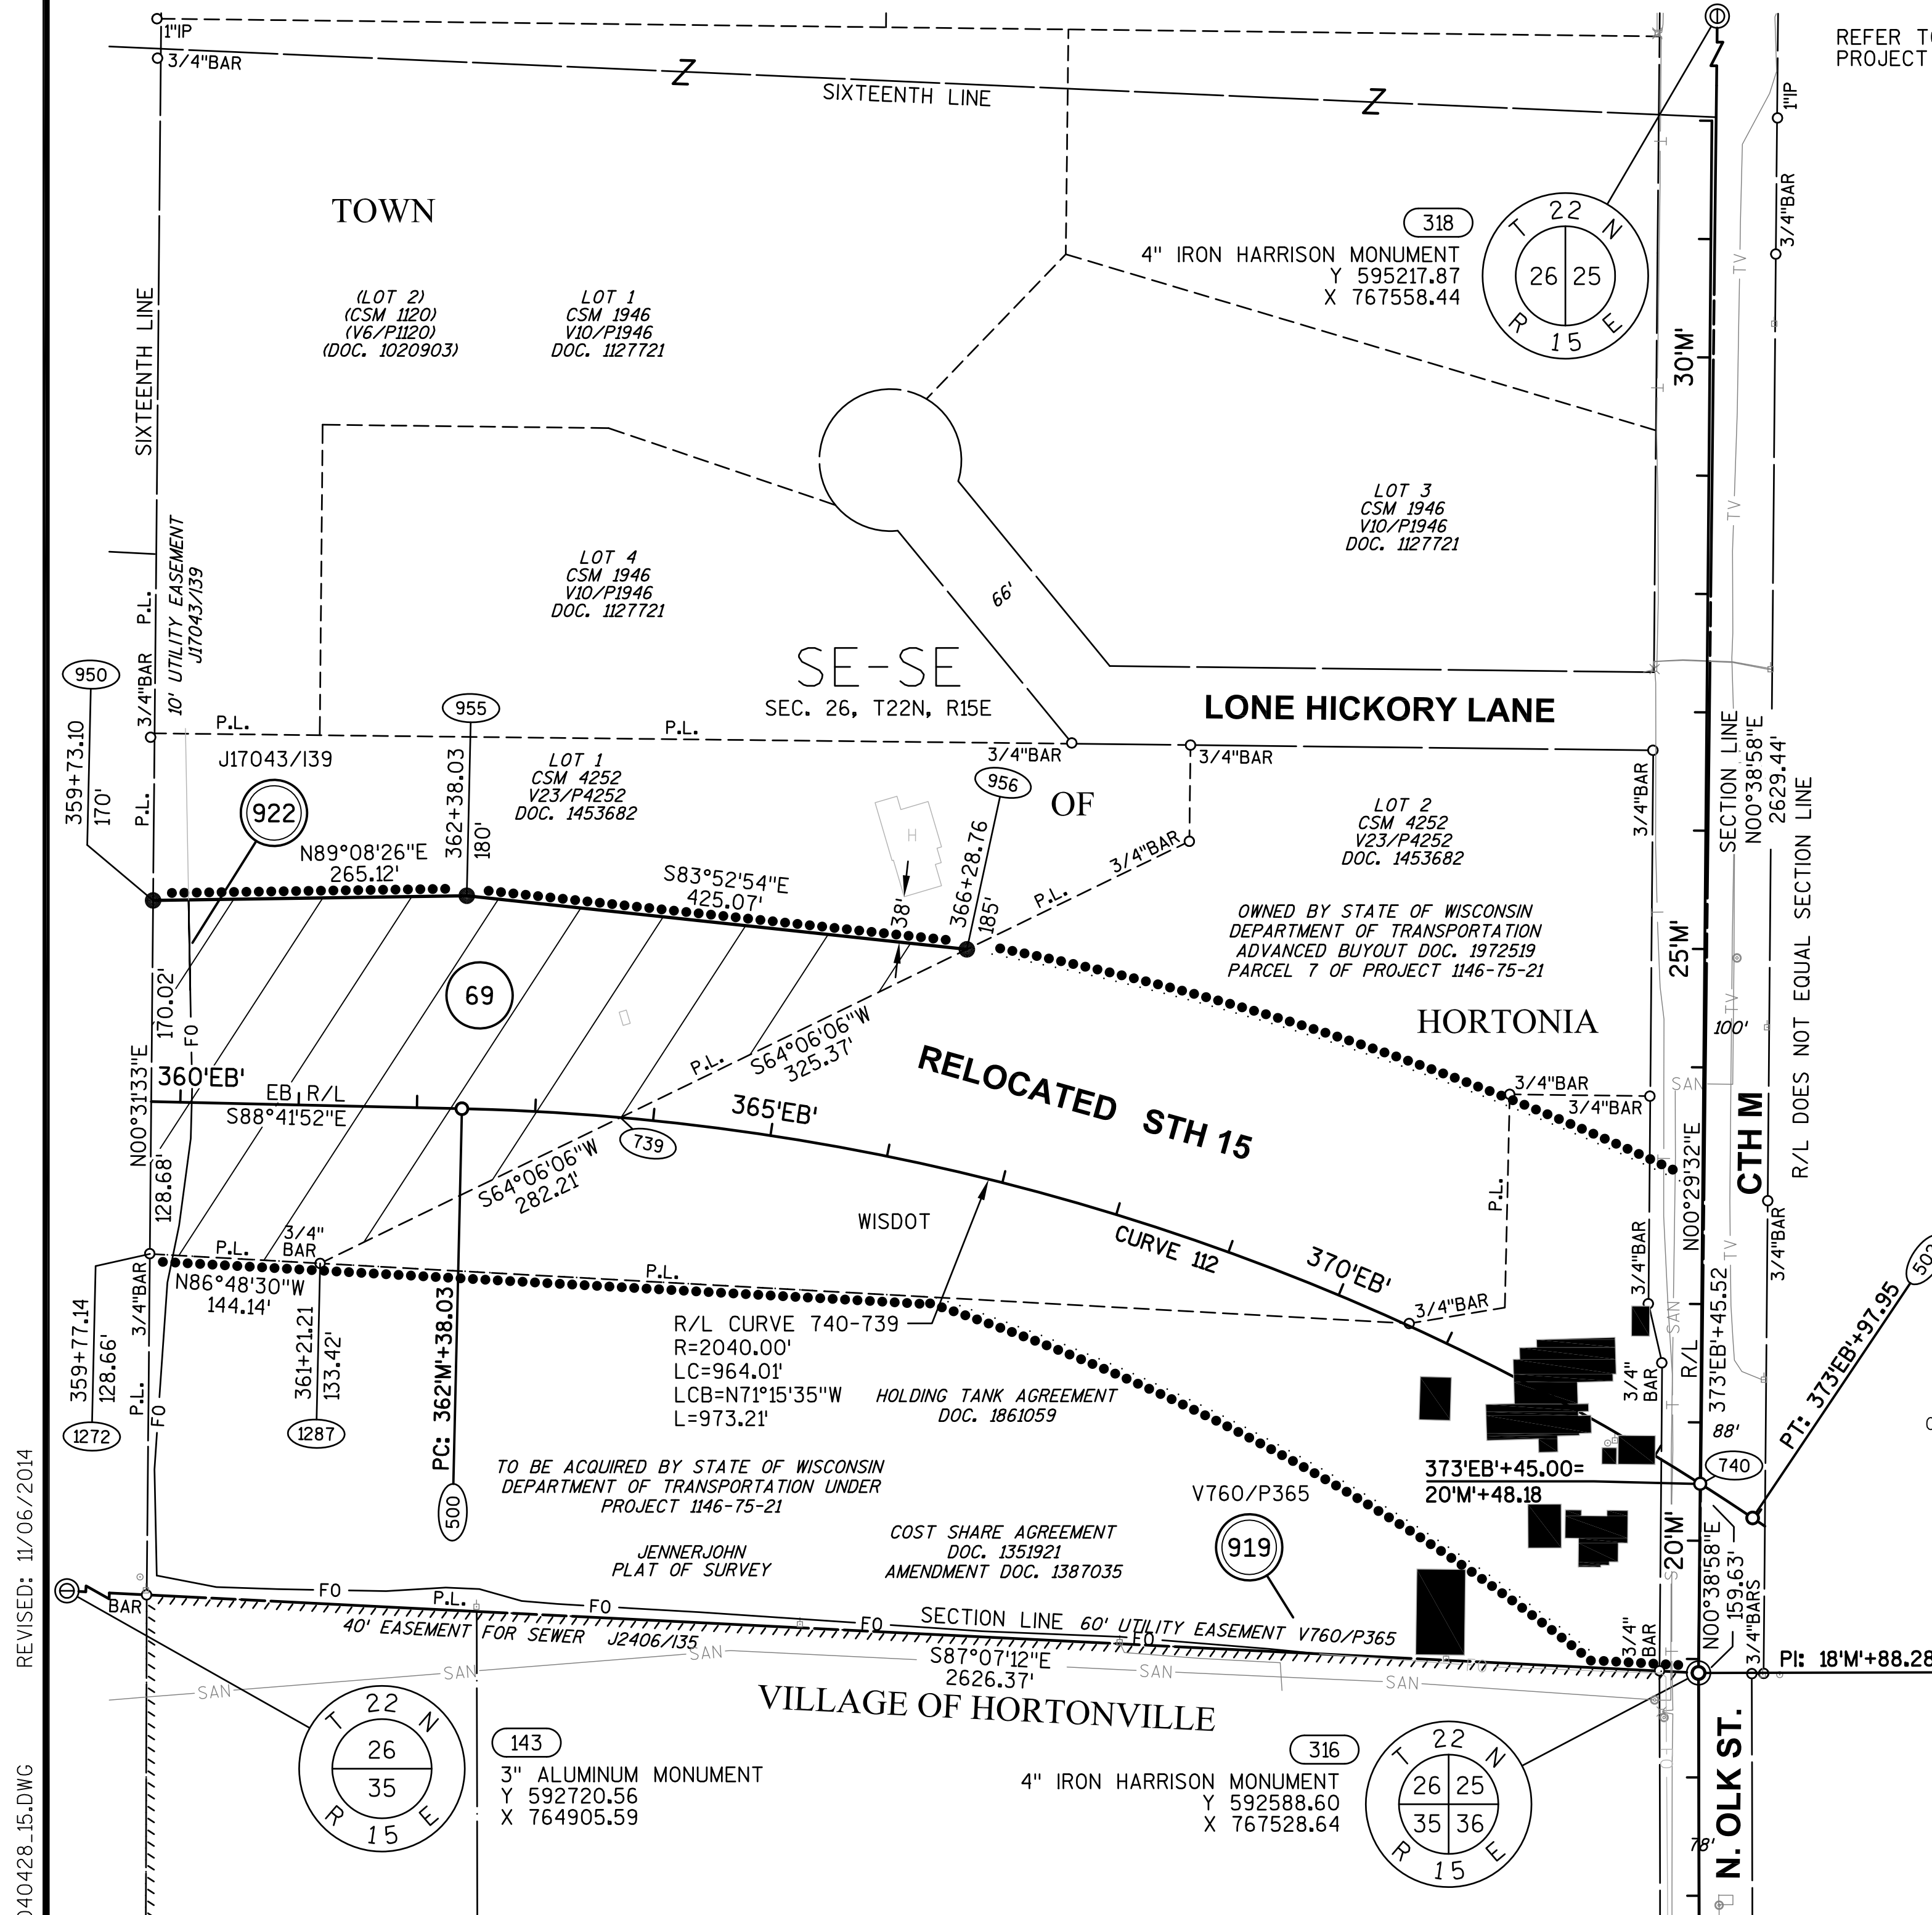 1"IP
3/4"BAR
Z
SIXTEENTH LINE
Z
REFER TO
PROJECT
1"IP
TOWN
318
4" IRON HARRISON MONUMENT
Y 595217.87
X 767558.44
T 22 N
26 25
R 15 E
3/4"BAR
TV
SIXTEENTH LINE
(LOT 2)
(CSM 1120)
(V6/P1120)
(DOC. 1020903)
LOT 1
CSM 1946
V10/P1946
DOC. 1127721
30'M'
LOT 3
CSM 1946
V10/P1946
DOC. 1127721
TV
LOT 4
CSM 1946
V10/P1946
DOC. 1127721
66'
P.L.
10' UTILITY EASEMENT
J17043/I39
3/4"BAR
950
359+73.10
170'
P.L.
955
362+38.03
180'
P.L.
SE-SE
SEC. 26, T22N, R15E
LONE HICKORY LANE
3/4"BAR
3/4"BAR
3/4"BAR
P.L.
J17043/I39
922
LOT 1
CSM 4252
V23/P4252
DOC. 1453682
956
366+28.76
185'
OF
LOT 2
CSM 4252
V23/P4252
DOC. 1453682
SECTION LINE
N00°38'58"E
2629.44'
R/L DOES NOT EQUAL SECTION LINE
H
3/4"BAR
P.L.
N89°08'26"E
265.12'
S83°52'54"E
425.07'
38'
OWNED BY STATE OF WISCONSIN
DEPARTMENT OF TRANSPORTATION
ADVANCED BUYOUT DOC. 1972519
PARCEL 7 OF PROJECT 1146-75-21
25'M'
TV
100'
69
170.02'
FO
N00°31'33"E
128.68'
HORTONIA
RELOCATED STH 15
S64°06'06"W
325.37'
P.L.
360'EB'
EB R/L
S88°41'52"E
365'EB'
739
S64°06'06"W
282.21'
SAN
3/4"BAR
3/4"BAR
CTH M
N00°29'32"E
P.L.
WISDOT
CURVE 112
370'EB'
3/4"BAR
3/4"BAR
TV
3/4"BAR
P.L.
3/4"
BAR
P.L.
N86°48'30"W
144.14'
3/4"BAR
P.L.
359+77.14
128.66'
1272
361+21.21
133.42'
1287
FO
PC: 362'M'+38.03
500
R/L CURVE 740-739
R=2040.00'
LC=964.01'
LCB=N71°15'35"W
L=973.21'
HOLDING TANK AGREEMENT
DOC. 1861059
SAN
3/4"
BAR
R/L
373'EB'+45.52
88'
PT: 373'EB'+97.95
740
373'EB'+45.00=
20'M'+48.18
TO BE ACQUIRED BY STATE OF WISCONSIN
DEPARTMENT OF TRANSPORTATION UNDER
PROJECT 1146-75-21
V760/P365
919
20'M'
N00°38'58"E
159.63'
3/4"BARS
JENNERJOHN
PLAT OF SURVEY
COST SHARE AGREEMENT
DOC. 1351921
AMENDMENT DOC. 1387035
BAR
FO
P.L.
FO
FO
SECTION LINE
60' UTILITY EASEMENT V760/P365
FO
3/4"
BAR
40' EASEMENT FOR SEWER J2406/I35
S87°07'12"E
2626.37'
SAN
SAN
SAN
SAN
SAN
PI: 18'M'+88.28
VILLAGE OF HORTONVILLE
T 22 N
26
35
R 15 E
143
3" ALUMINUM MONUMENT
Y 592720.56
X 764905.59
316
4" IRON HARRISON MONUMENT
Y 592588.60
X 767528.64
T 22 N
26 25
35 36
R 15 E
N. OLK ST.
78'
REVISED: 11/06/2014
040428_15.DWG